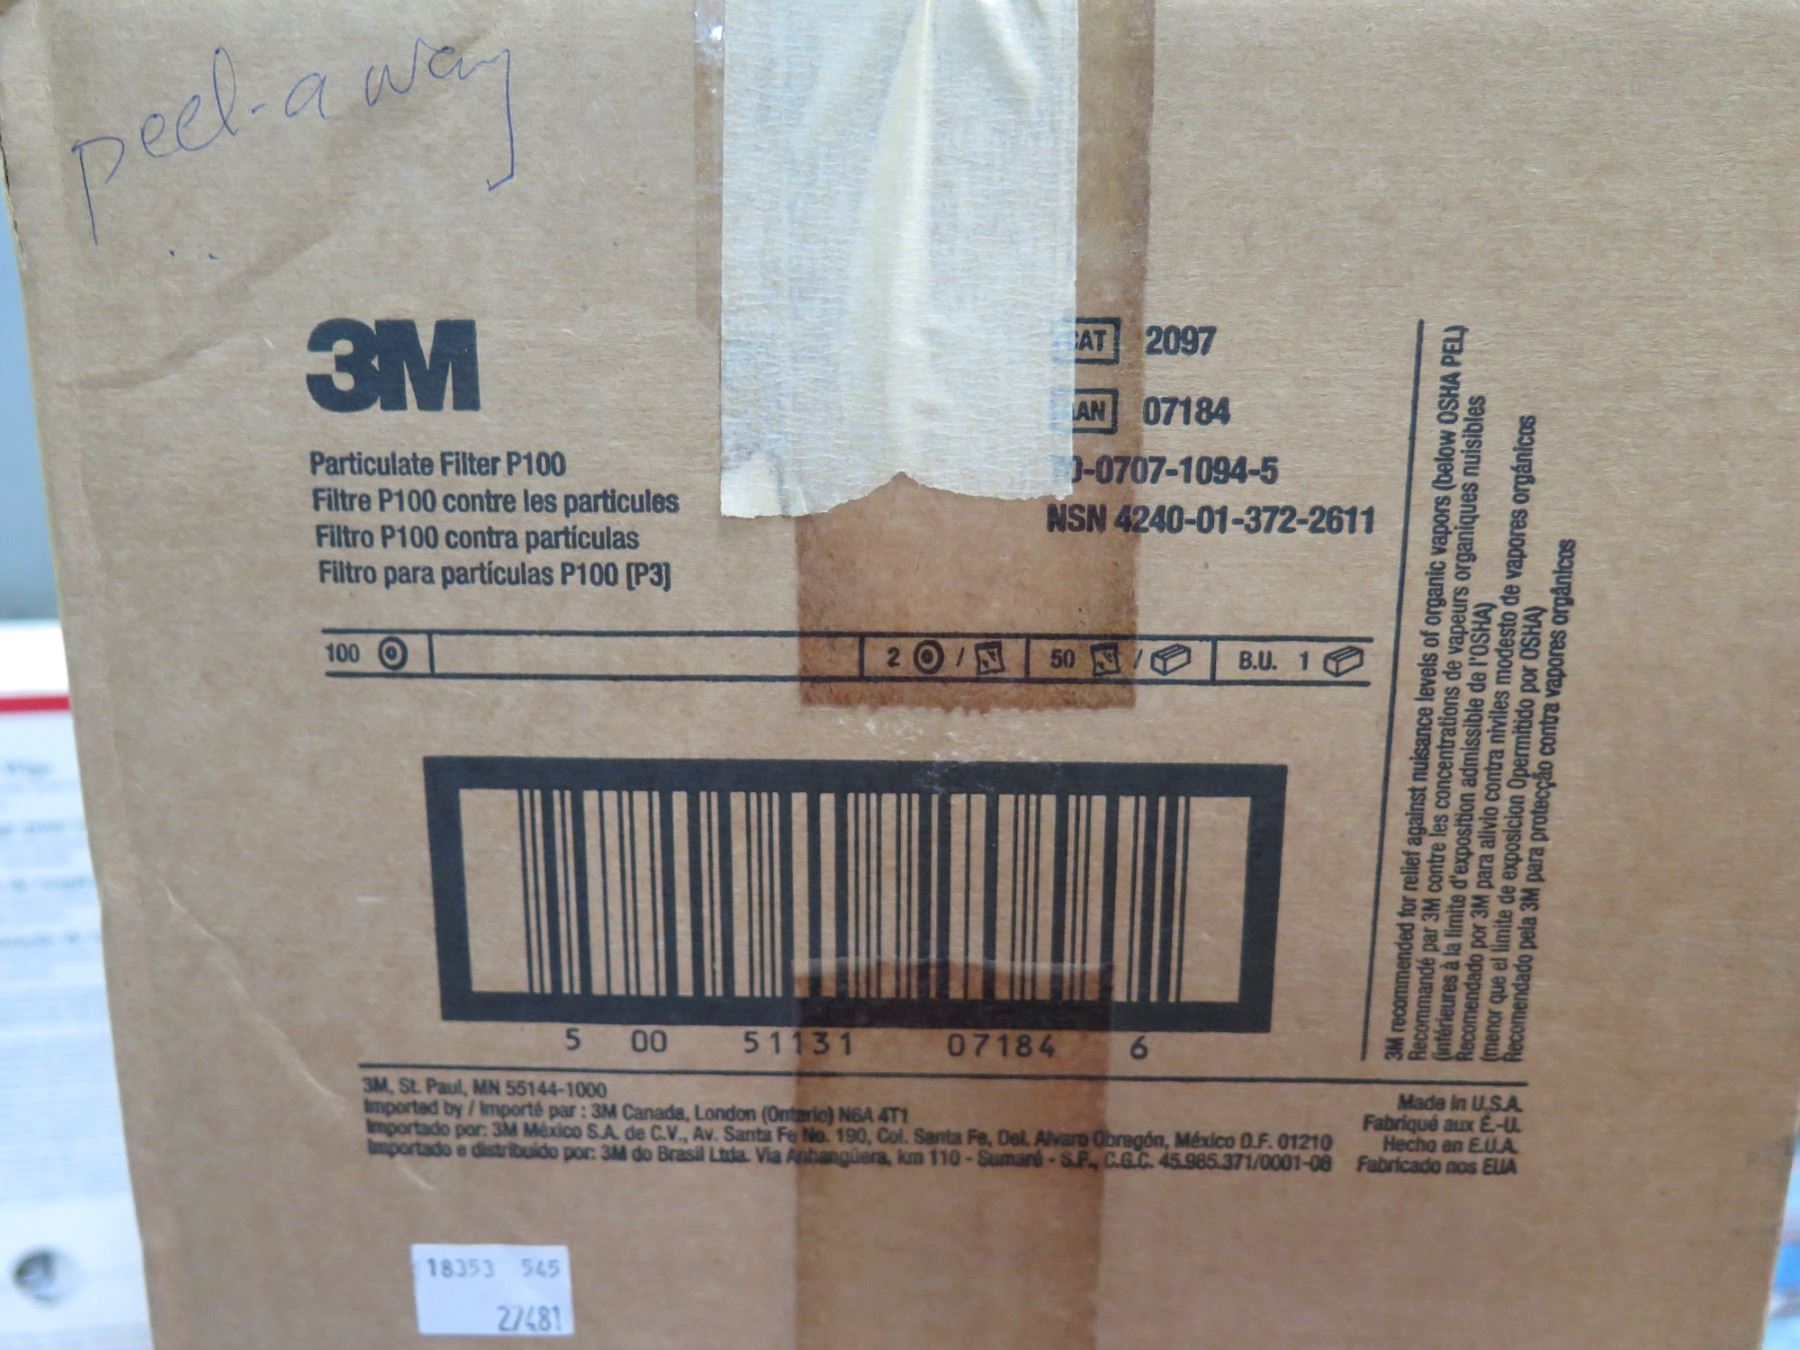 peel-away
3M
Particulate Filter P100
Filtre P100 contre les particules
Filtro P100 contra partículas
Filtro para partículas P100 [P3]
2097
07184
0-0707-1094-5
NSN 4240-01-372-2611
100
2 /
50 /
B.U. 1
5 00 51131 07184 6
3M recommended for relief against nuisance levels of organic vapors (below OSHA PEL)
Recommandé par 3M contre les concentrations de vapeurs organiques nuisibles
(inférieures à la limite d'exposition admissible de l'OSHA)
Recomendado por 3M para alivio contra niviles modesto de vapores orgánicos
(menor que el límite de exposicion Opermitido por OSHA)
Recomendado pela 3M para protecção contra vapores orgânicos
3M, St. Paul, MN 55144-1000
Imported by / Importé par : 3M Canada, London (Ontario) N6A 4T1
Importado por: 3M México S.A. de C.V., Av. Santa Fe No. 190, Col. Santa Fe, Del. Alvaro Obregón, México D.F. 01210
Importado e distribuido por: 3M do Brasil Ltda. Via Anhangüera, km 110 - Sumaré - S.P., C.G.C. 45.985.371/0001-08
Made in U.S.A.
Fabriqué aux É.-U.
Hecho en E.U.A.
Fabricado nos EUA
18353 545
27481